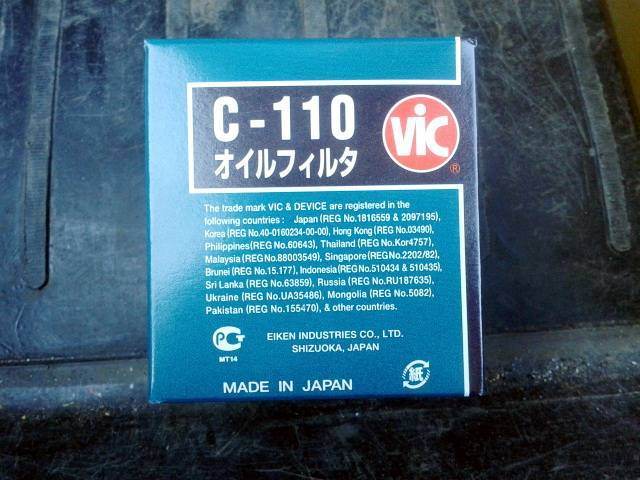 C-110
オイルフィルタ
VIC
®
The trade mark VIC & DEVICE are registered in the
following countries : Japan (REG No.1816559 & 2097195),
Korea (REG No.40-0160234-00-00), Hong Kong (REG No.03490),
Philippines(REG No.60643), Thailand (REG No.Kor4757),
Malaysia (REG No.88003549), Singapore (REG No.2202/82),
Brunei (REG No.15.177), Indonesia(REG No.510434 & 510435),
Sri Lanka (REG No.63859), Russia (REG No.RU187635),
Ukraine (REG No.UA35486), Mongolia (REG No.5082),
Pakistan (REG No.155470), & other countries.
EIKEN INDUSTRIES CO., LTD.
SHIZUOKA, JAPAN
MT14
紙
MADE IN JAPAN